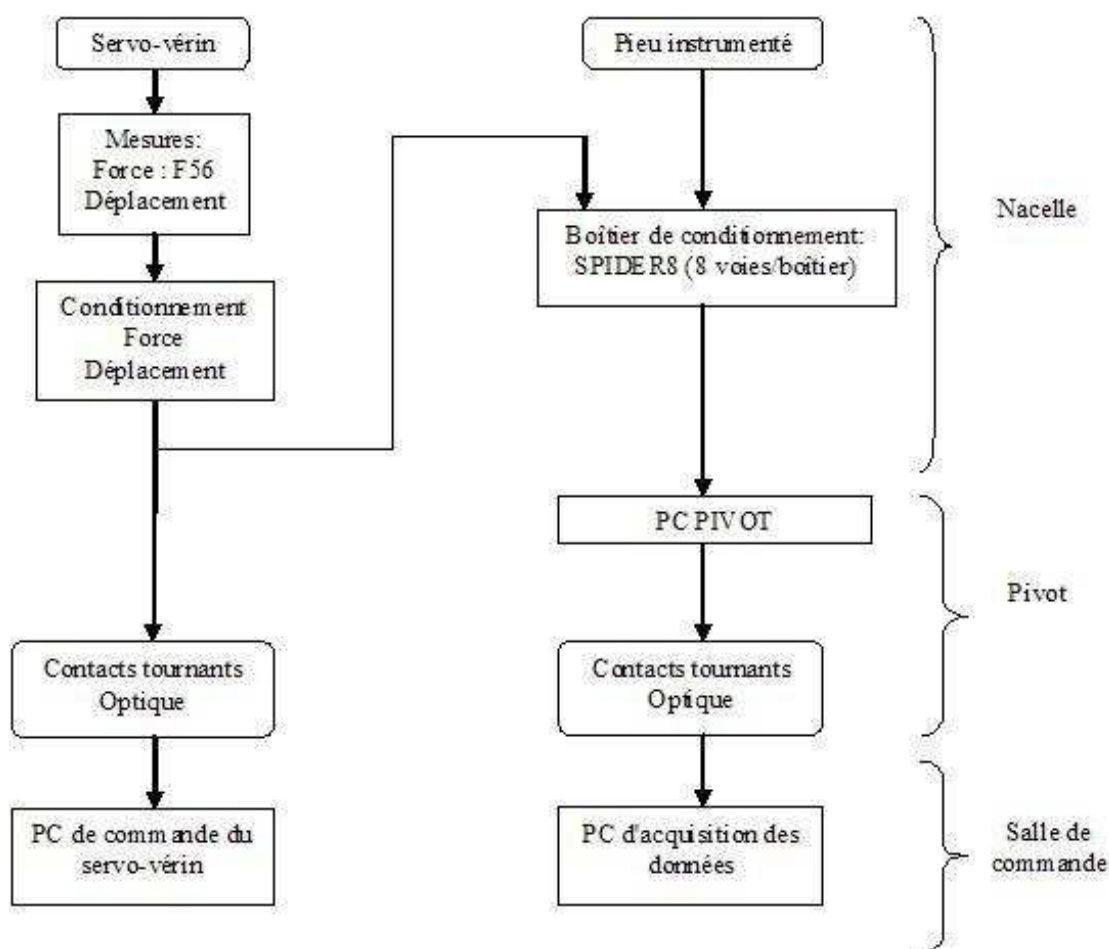 Servo-vérin
Mesures:
Force : F56
Déplacement
Conditionnement
Force
Déplacement
Contacts tournants
Optique
PC de commande du
servo-vérin
Pieu instrumenté
Boîtier de conditionnement:
SPIDER8 (8 voies/boîtier)
PC PIVOT
Contacts tournants
Optique
PC d'acquisition des
données
Nacelle
Pivot
Salle de
commande